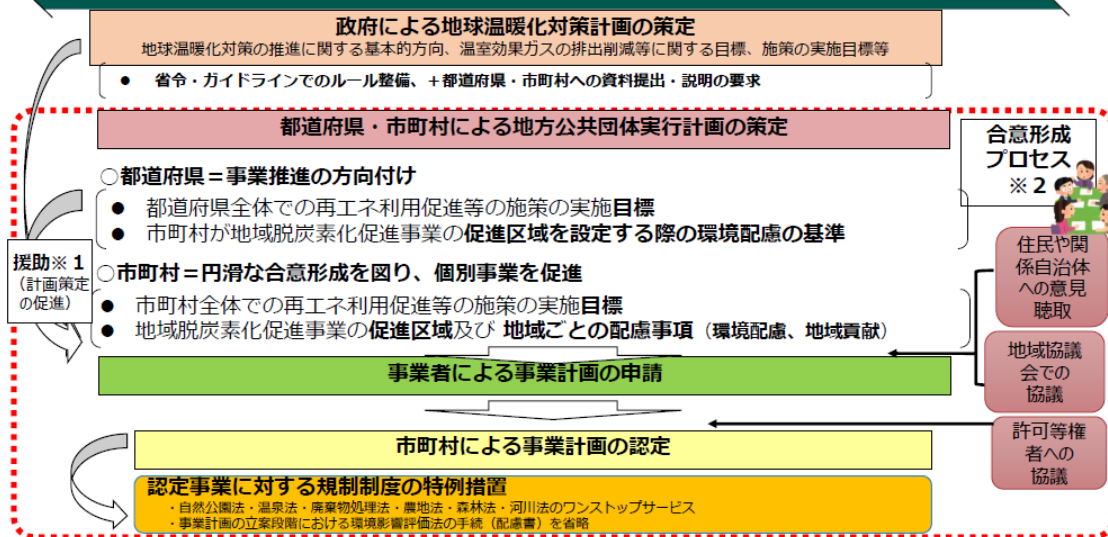 政府による地球温暖化対策計画の策定
地球温暖化対策の推進に関する基本的方向、温室効果ガスの排出削減等に関する目標、施策の実施目標等
● 省令・ガイドラインでのルール整備、＋都道府県・市町村への資料提出・説明の要求
都道府県・市町村による地方公共団体実行計画の策定
合意形成
プロセス
※２
○都道府県＝事業推進の方向付け
● 都道府県全体での再エネ利用促進等の施策の実施目標
● 市町村が地域脱炭素化促進事業の促進区域を設定する際の環境配慮の基準
援助※１
（計画策定
の促進）
○市町村＝円滑な合意形成を図り、個別事業を促進
● 市町村全体での再エネ利用促進等の施策の実施目標
● 地域脱炭素化促進事業の促進区域及び 地域ごとの配慮事項（環境配慮、地域貢献）
住民や関
係自治体
への意見
聴取
事業者による事業計画の申請
地域協議
会での
協議
市町村による事業計画の認定
許可等権
者への
協議
認定事業に対する規制制度の特例措置
・自然公園法・温泉法・廃棄物処理法・農地法・森林法・河川法のワンストップサービス
・事業計画の立案段階における環境影響評価法の手続（配慮書）を省略